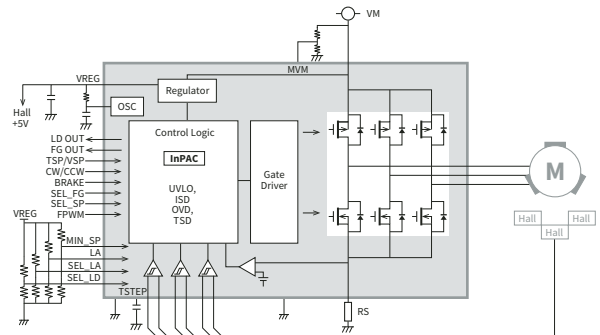 VM
MVM
VREG
Regulator
OSC
Hall
+5V
Control Logic
InPAC
UVLO,
ISD
OVD,
TSD
Gate
Driver
LD OUT
FG OUT
TSP/VSP
CW/CCW
BRAKE
SEL_FG
SEL_SP
FPWM
VREG
MIN_SP
LA
SEL_LA
SEL_LD
TSTEP
RS
M
Hall
Hall
Hall